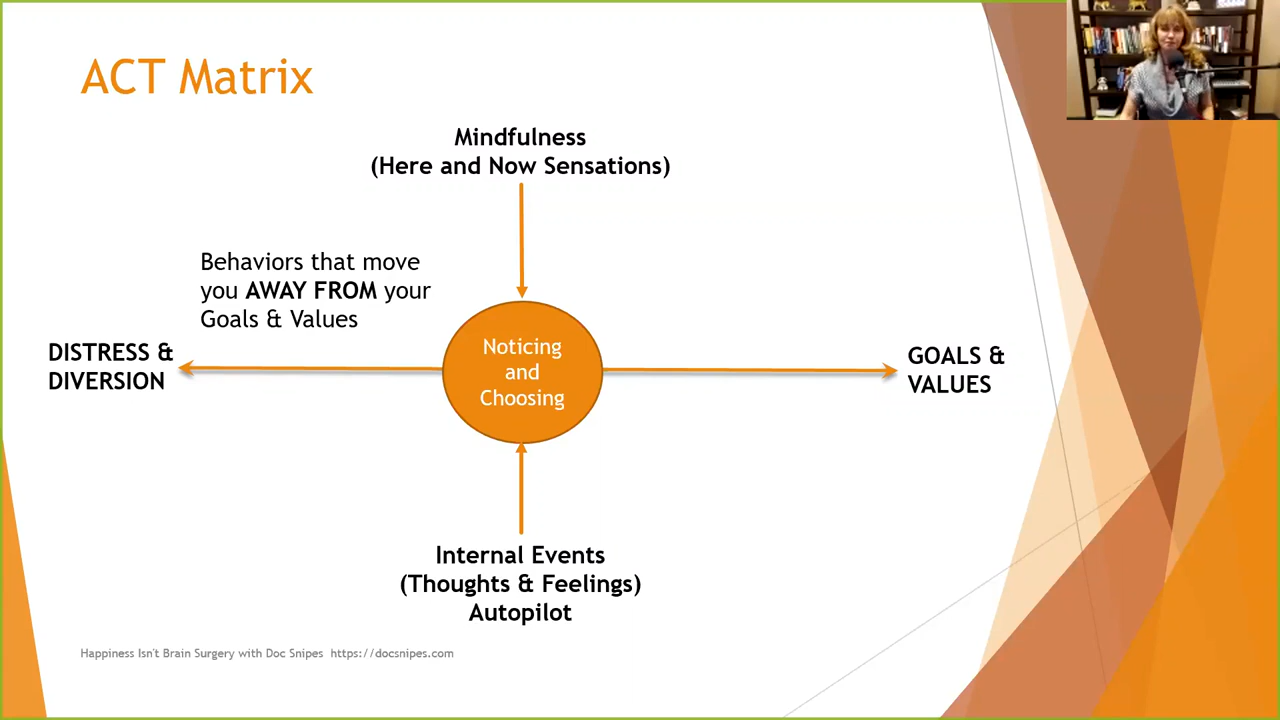 ACT Matrix
Mindfulness
(Here and Now Sensations)
Behaviors that move
you AWAY FROM your
Goals & Values
DISTRESS &
DIVERSION
Noticing
and
Choosing
GOALS &
VALUES
Internal Events
(Thoughts & Feelings)
Autopilot
Happiness Isn't Brain Surgery with Doc Snipes https://docsnipes.com